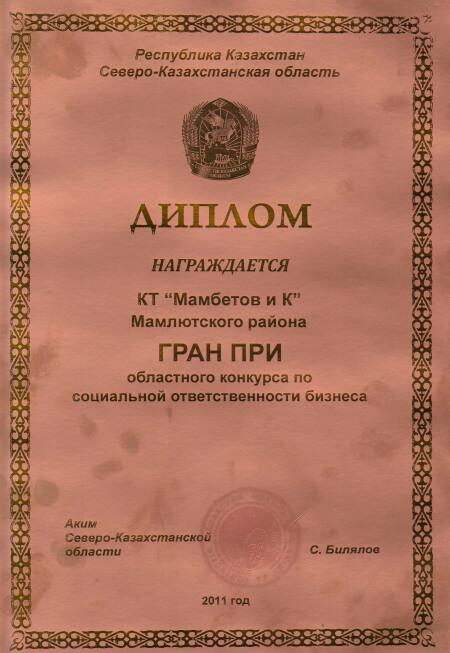 Республика Казахстан
Северо-Казахстанская область
ДИПЛОМ
НАГРАЖДАЕТСЯ
КТ “Мамбетов и К”
Мамлютского района
ГРАН ПРИ
областного конкурса по
социальной ответственности бизнеса
Аким
Северо-Казахстанской
области
С. Билялов
2011 год